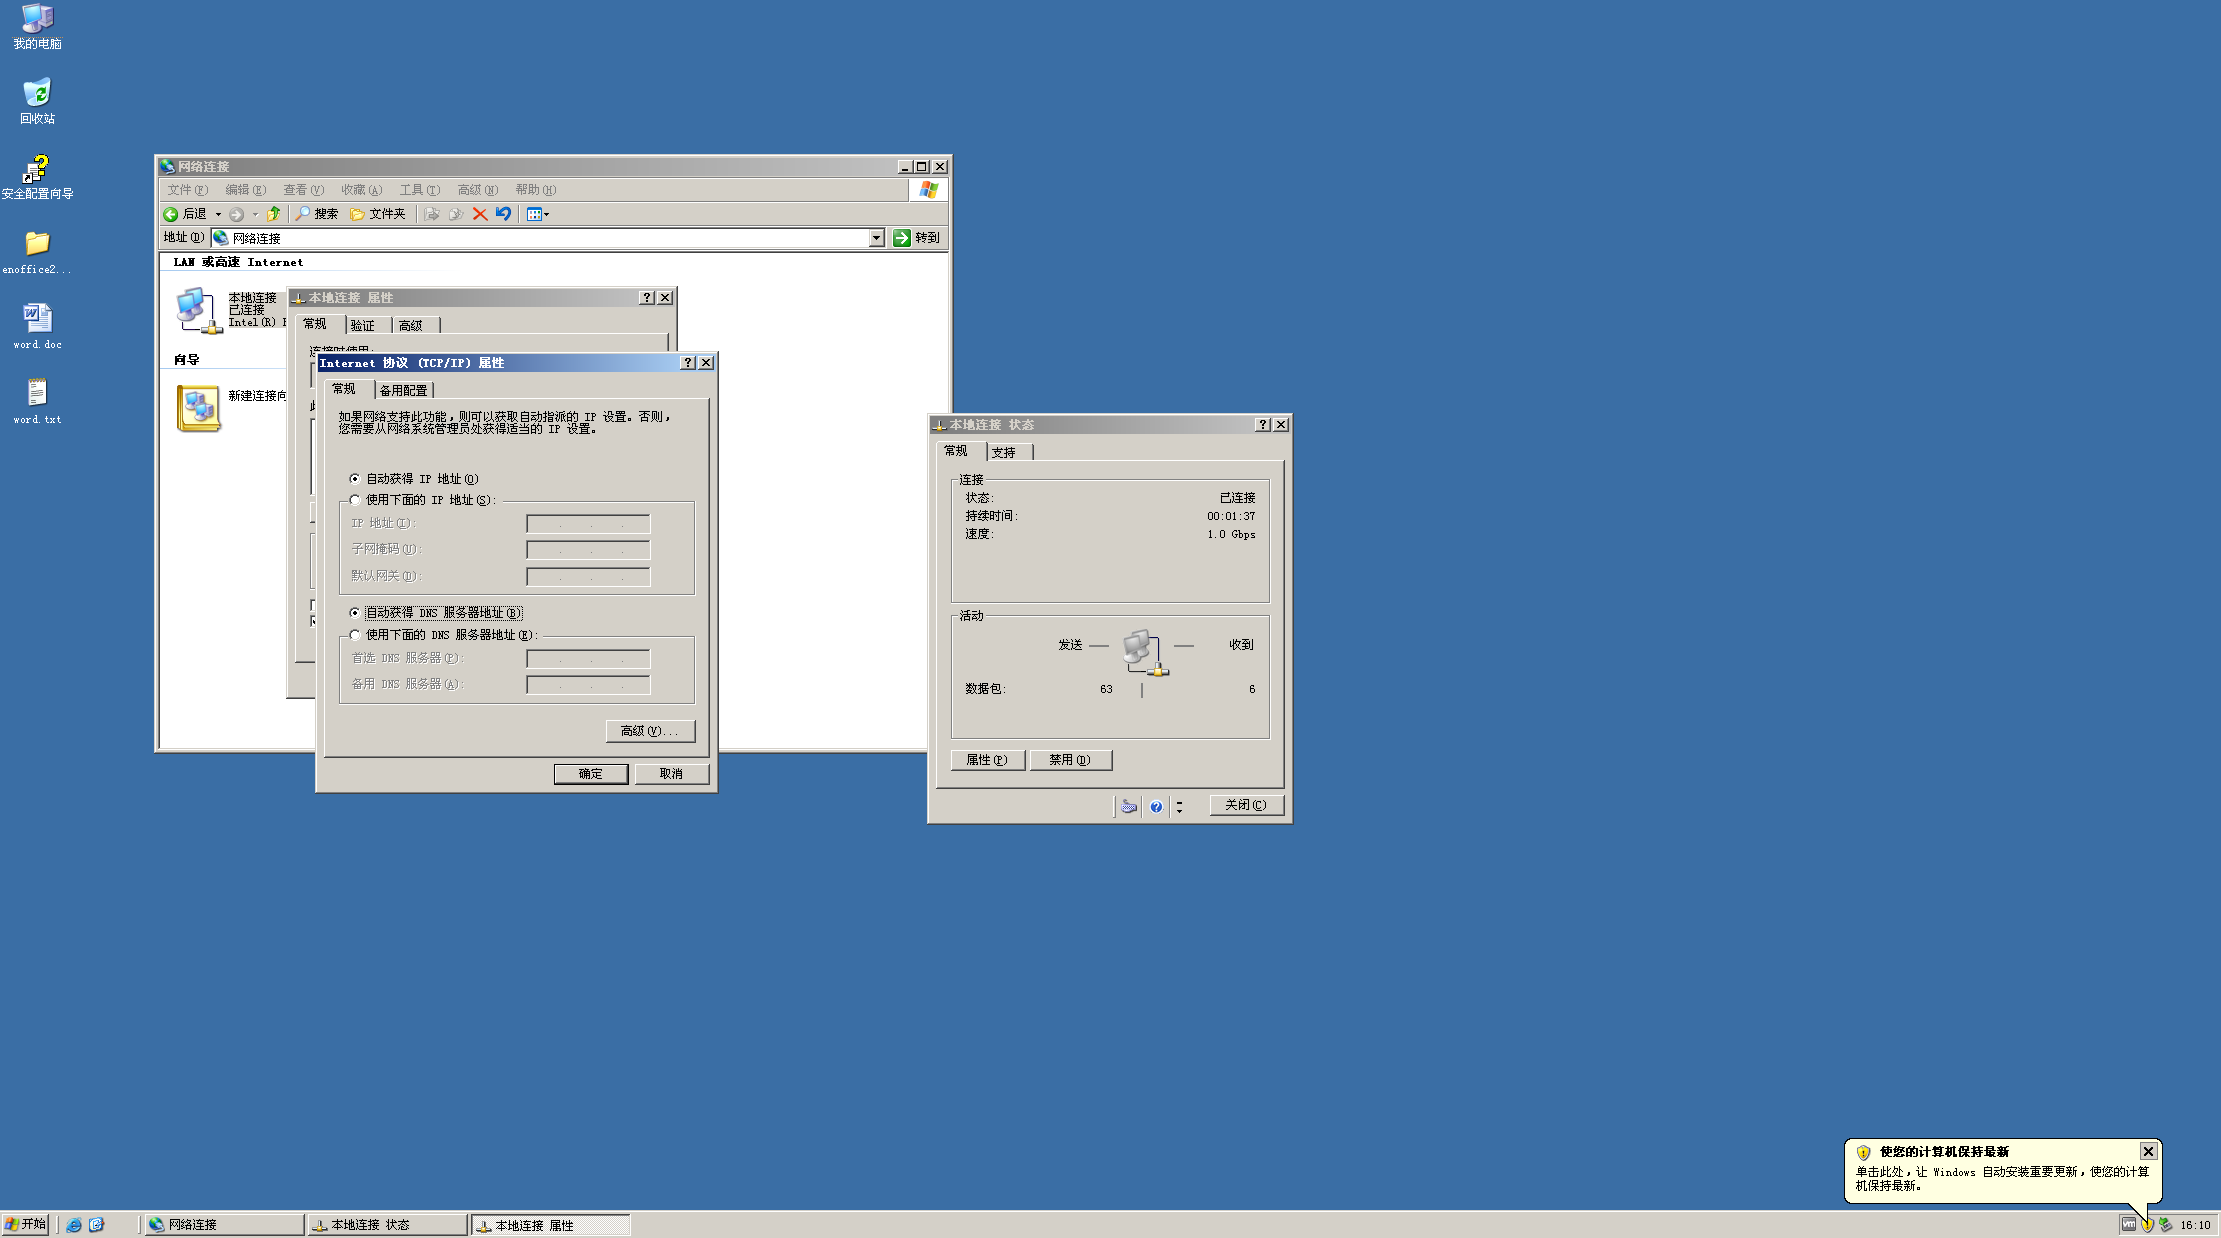 我的电脑
回收站
安全配置向导
enoffice2...
word.doc
word.txt
网络连接
文件(F) 编辑(E) 查看(V) 收藏(A) 工具(T) 高级(N) 帮助(H)
后退 搜索 文件夹
地址(D) 网络连接 转到
LAN 或高速 Internet
本地连接
已连接
Intel(R)
向导
新建连接向
本地连接 属性
常规 验证 高级
连接时使用:
Internet 协议 (TCP/IP) 属性
常规 备用配置
如果网络支持此功能，则可以获取自动指派的 IP 设置。否则，
您需要从网络系统管理员处获得适当的 IP 设置。
自动获得 IP 地址(O)
使用下面的 IP 地址(S):
IP 地址(I):
子网掩码(U):
默认网关(D):
自动获得 DNS 服务器地址(B)
使用下面的 DNS 服务器地址(E):
首选 DNS 服务器(P):
备用 DNS 服务器(A):
高级(V)...
确定 取消
本地连接 状态
常规 支持
连接
状态: 已连接
持续时间: 00:01:37
速度: 1.0 Gbps
活动
发送 收到
数据包: 63 6
属性(P) 禁用(D)
关闭(C)
使您的计算机保持最新
单击此处，让 Windows 自动安装重要更新，使您的计算
机保持最新。
开始 网络连接 本地连接 状态 本地连接 属性 16:10